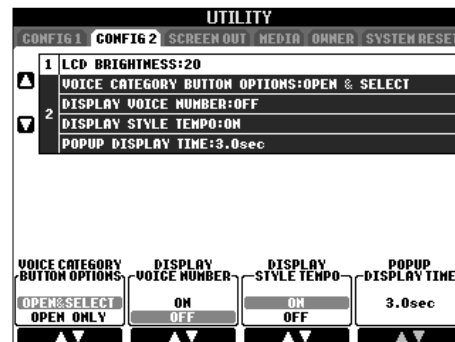 UTILITY
CONFIG 1 CONFIG 2 SCREEN OUT MEDIA OWNER SYSTEM RESET
1 LCD BRIGHTNESS:20
VOICE CATEGORY BUTTON OPTIONS:OPEN & SELECT
DISPLAY VOICE NUMBER:OFF
2
DISPLAY STYLE TEMPO:ON
POPUP DISPLAY TIME:3.0sec
VOICE CATEGORY BUTTON OPTIONS
DISPLAY VOICE NUMBER
DISPLAY STYLE TEMPO
POPUP DISPLAY TIME
OPEN&SELECT ON ON 3.0sec
OPEN ONLY OFF OFF